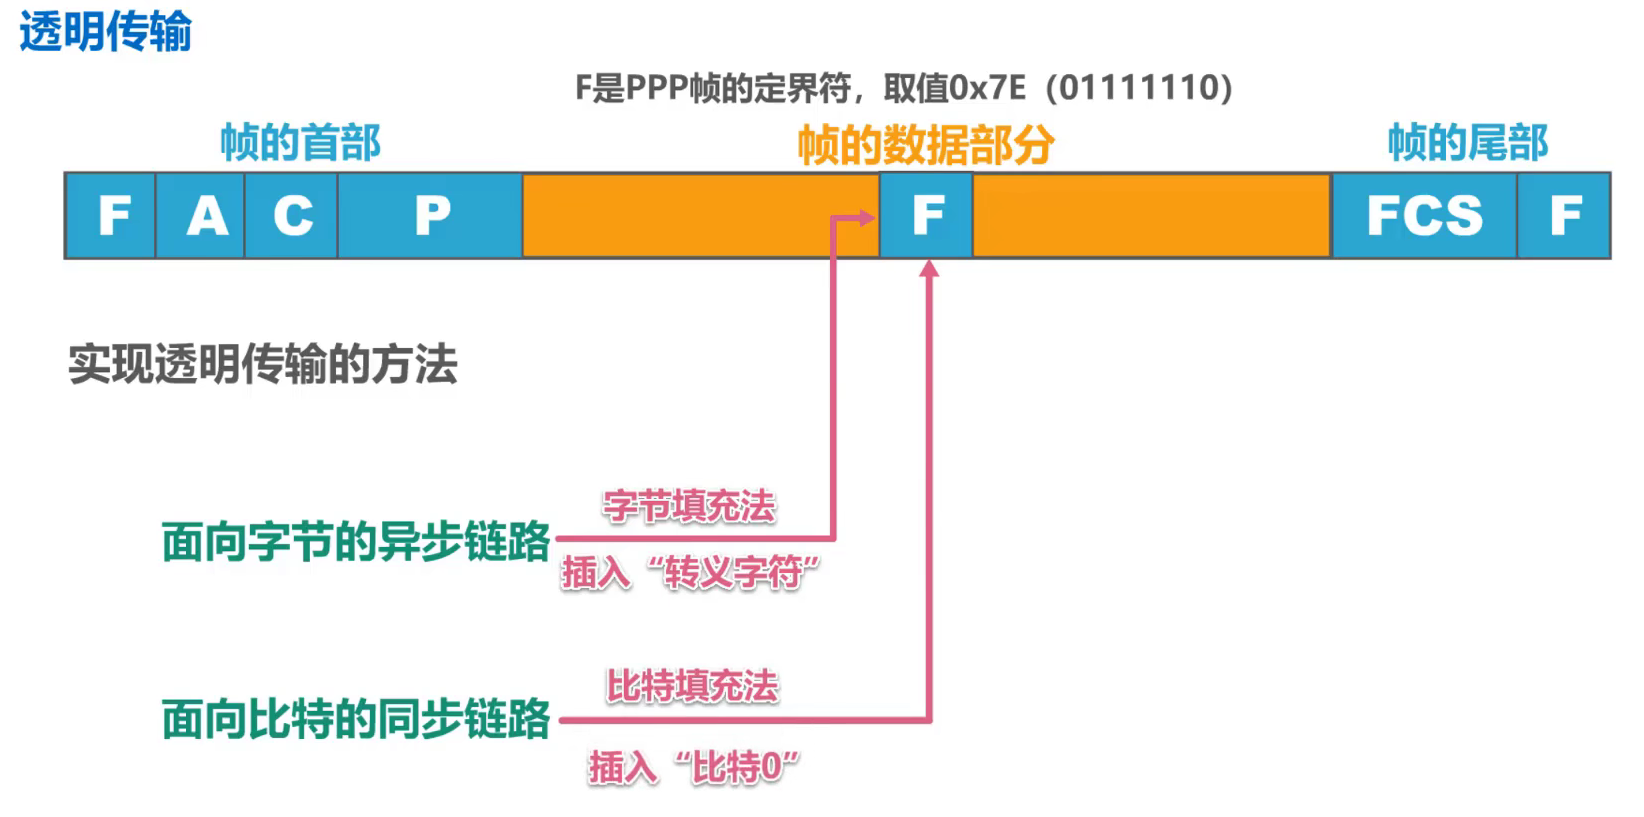 透明传输
F是PPP帧的定界符，取值0x7E（01111110）
帧的首部 帧的数据部分 帧的尾部
F A C P F FCS F
实现透明传输的方法
字节填充法
面向字节的异步链路
插入“转义字符”
比特填充法
面向比特的同步链路
插入“比特0”